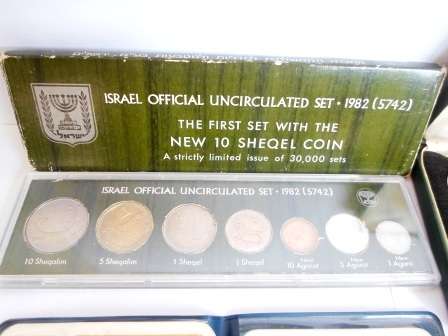 ISRAEL OFFICIAL UNCIRCULATED SET • 1982 (5742)
THE FIRST SET WITH THE
NEW 10 SHEQEL COIN
A strictly limited issue of 30,000 sets
ישראל
ISRAEL OFFICIAL UNCIRCULATED SET • 1982 (5742)
10 Sheqalim
5 Sheqalim
1 Sheqel
½ Sheqel
New
10 Agorot
New
5 Agorot
New
1 Agora